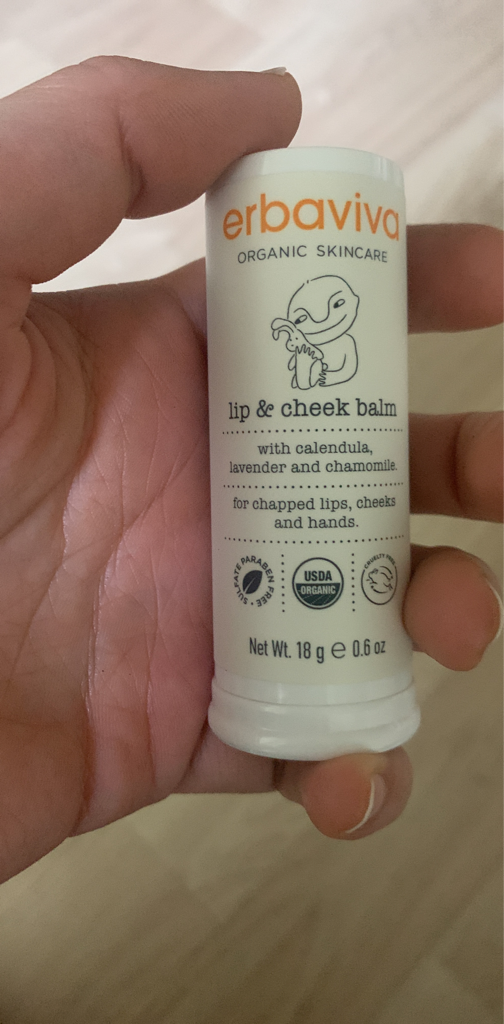 erbaviva
ORGANIC SKINCARE
lip & cheek balm
with calendula,
lavender and chamomile.
for chapped lips, cheeks
and hands.
SULFATE PARABEN FREE •
USDA
ORGANIC
CRUELTY FREE
Net Wt. 18 g e 0.6 oz